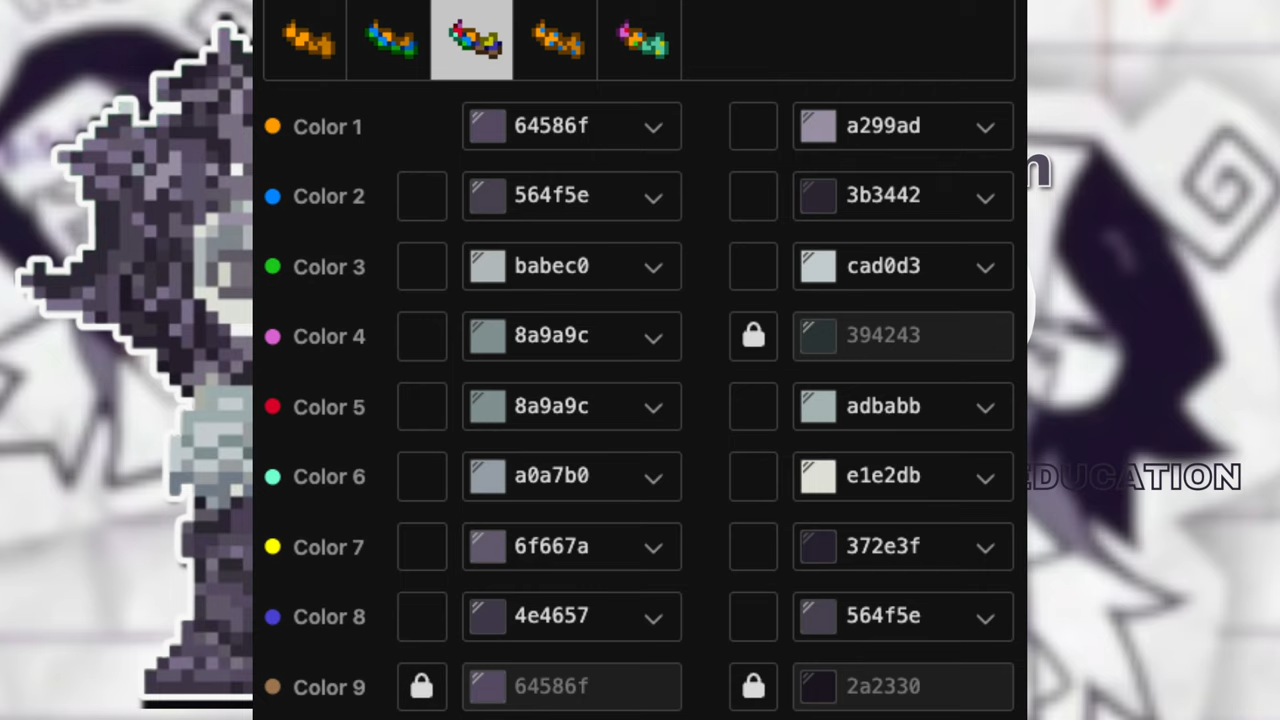 Color 1 64586f a299ad
n
Color 2 564f5e 3b3442
Color 3 babec0 cad0d3
Color 4 8a9a9c 394243
Color 5 8a9a9c adbabb
Color 6 a0a7b0 e1e2db
EDUCATION
Color 7 6f667a 372e3f
Color 8 4e4657 564f5e
Color 9 64586f 2a2330